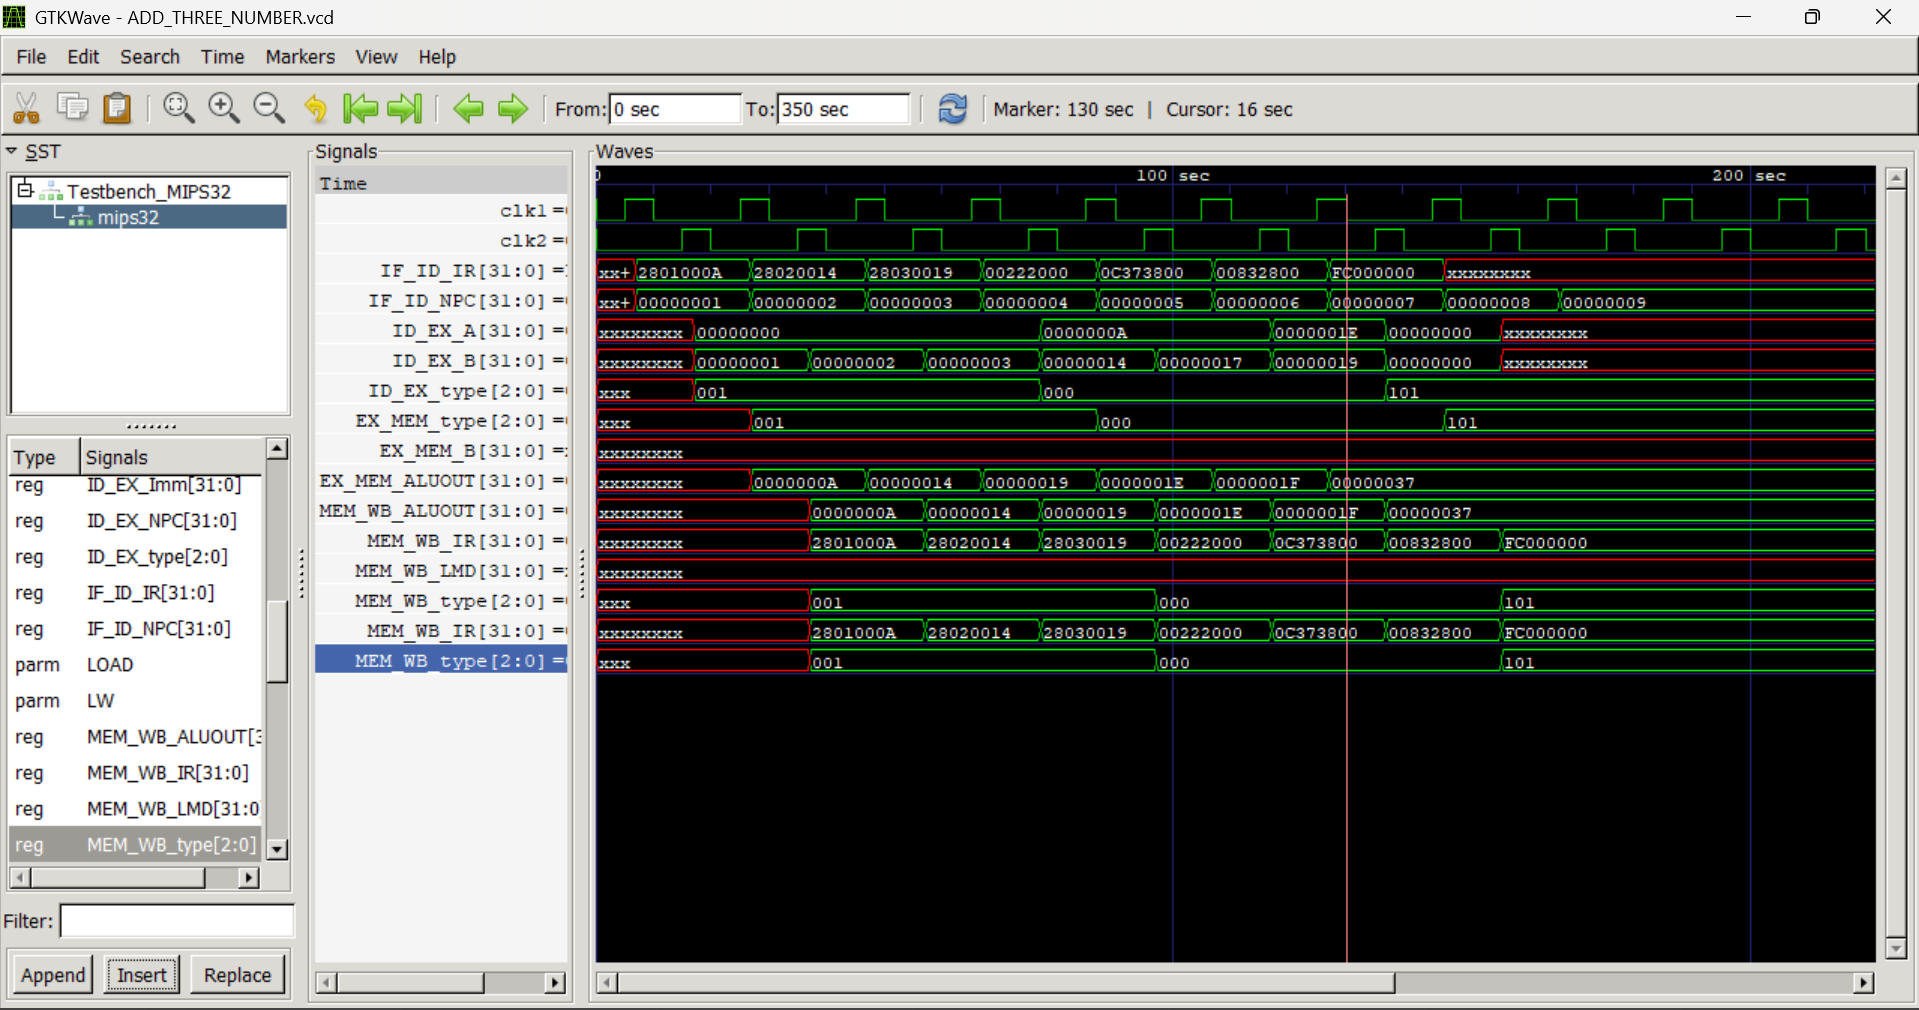 GTKWave - ADD_THREE_NUMBER.vcd
File Edit Search Time Markers View Help
From: 0 sec To: 350 sec Marker: 130 sec | Cursor: 16 sec
SST
Testbench_MIPS32
mips32
Type Signals
reg ID_EX_Imm[31:0]
reg ID_EX_NPC[31:0]
reg ID_EX_type[2:0]
reg IF_ID_IR[31:0]
reg IF_ID_NPC[31:0]
parm LOAD
parm LW
reg MEM_WB_ALUOUT[3
reg MEM_WB_IR[31:0]
reg MEM_WB_LMD[31:0
reg MEM_WB_type[2:0]
Filter:
Append Insert Replace
Signals
Time
clk1 =
clk2 =
IF_ID_IR[31:0] =
IF_ID_NPC[31:0] =
ID_EX_A[31:0] =
ID_EX_B[31:0] =
ID_EX_type[2:0] =
EX_MEM_type[2:0] =
EX_MEM_B[31:0] =
EX_MEM_ALUOUT[31:0] =
MEM_WB_ALUOUT[31:0] =
MEM_WB_IR[31:0] =
MEM_WB_LMD[31:0] =
MEM_WB_type[2:0] =
MEM_WB_IR[31:0] =
MEM_WB_type[2:0] =
Waves
0 100 sec 200 sec
xx+ 2801000A 28020014 28030019 00222000 0C373800 00832800 FC000000 xxxxxxxx
xx+ 00000001 00000002 00000003 00000004 00000005 00000006 00000007 00000008 00000009
xxxxxxxx 00000000 0000000A 0000001E 00000000 xxxxxxxx
xxxxxxxx 00000001 00000002 00000003 00000014 00000017 00000019 00000000 xxxxxxxx
xxx 001 000 101
xxx 001 000 101
xxxxxxxx
xxxxxxxx 0000000A 00000014 00000019 0000001E 0000001F 00000037
xxxxxxxx 0000000A 00000014 00000019 0000001E 0000001F 00000037
xxxxxxxx 2801000A 28020014 28030019 00222000 0C373800 00832800 FC000000
xxxxxxxx
xxx 001 000 101
xxxxxxxx 2801000A 28020014 28030019 00222000 0C373800 00832800 FC000000
xxx 001 000 101